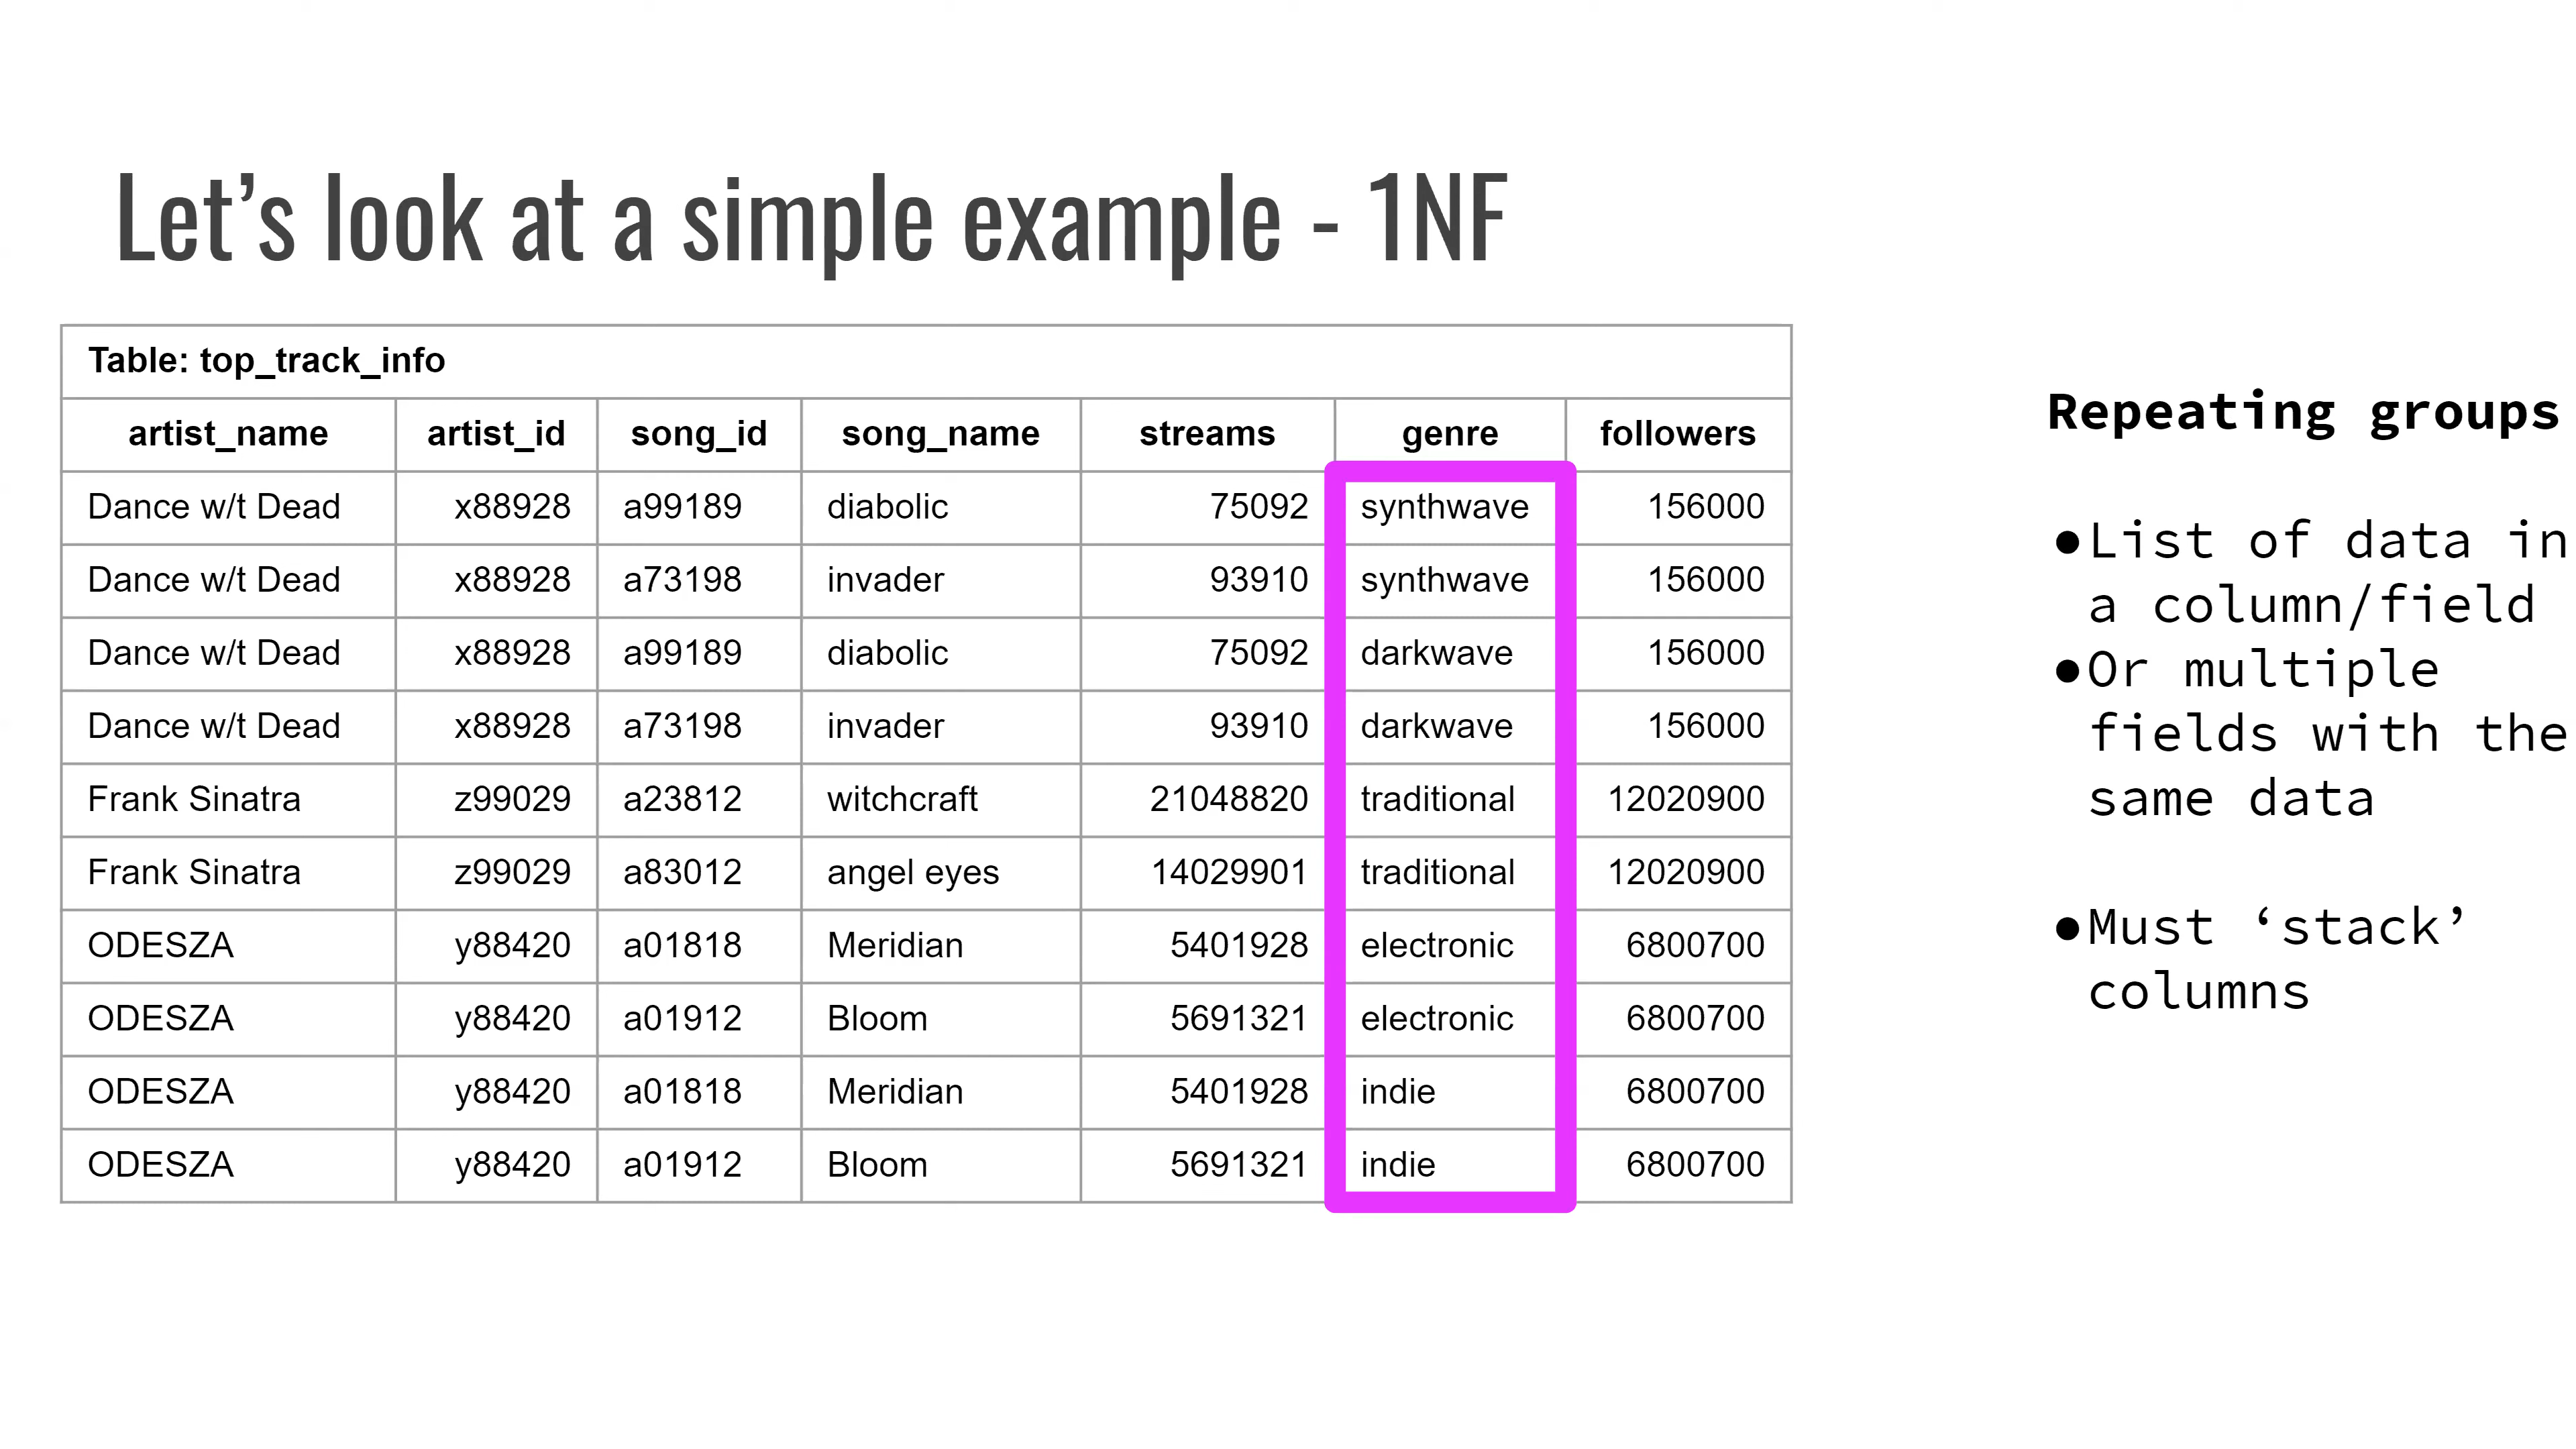 Let’s look at a simple example - 1NF
Table: top_track_info
artist_name artist_id song_id song_name streams genre followers
Dance w/t Dead x88928 a99189 diabolic 75092 synthwave 156000
Dance w/t Dead x88928 a73198 invader 93910 synthwave 156000
Dance w/t Dead x88928 a99189 diabolic 75092 darkwave 156000
Dance w/t Dead x88928 a73198 invader 93910 darkwave 156000
Frank Sinatra z99029 a23812 witchcraft 21048820 traditional 12020900
Frank Sinatra z99029 a83012 angel eyes 14029901 traditional 12020900
ODESZA y88420 a01818 Meridian 5401928 electronic 6800700
ODESZA y88420 a01912 Bloom 5691321 electronic 6800700
ODESZA y88420 a01818 Meridian 5401928 indie 6800700
ODESZA y88420 a01912 Bloom 5691321 indie 6800700
Repeating groups
●List of data in
a column/field
●Or multiple
fields with the
same data
●Must ‘stack’
columns